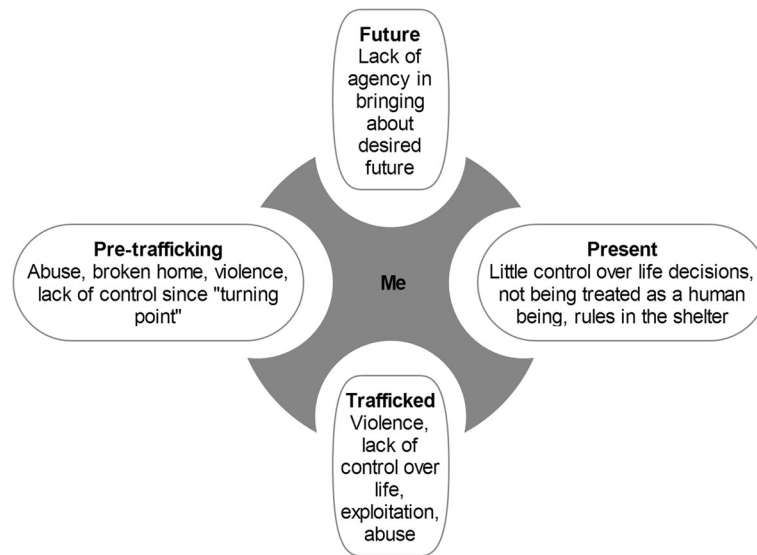 Future
Lack of
agency in
bringing
about
desired
future
Pre-trafficking
Abuse, broken home, violence,
lack of control since "turning
point"
Me
Present
Little control over life decisions,
not being treated as a human
being, rules in the shelter
Trafficked
Violence,
lack of
control over
life,
exploitation,
abuse